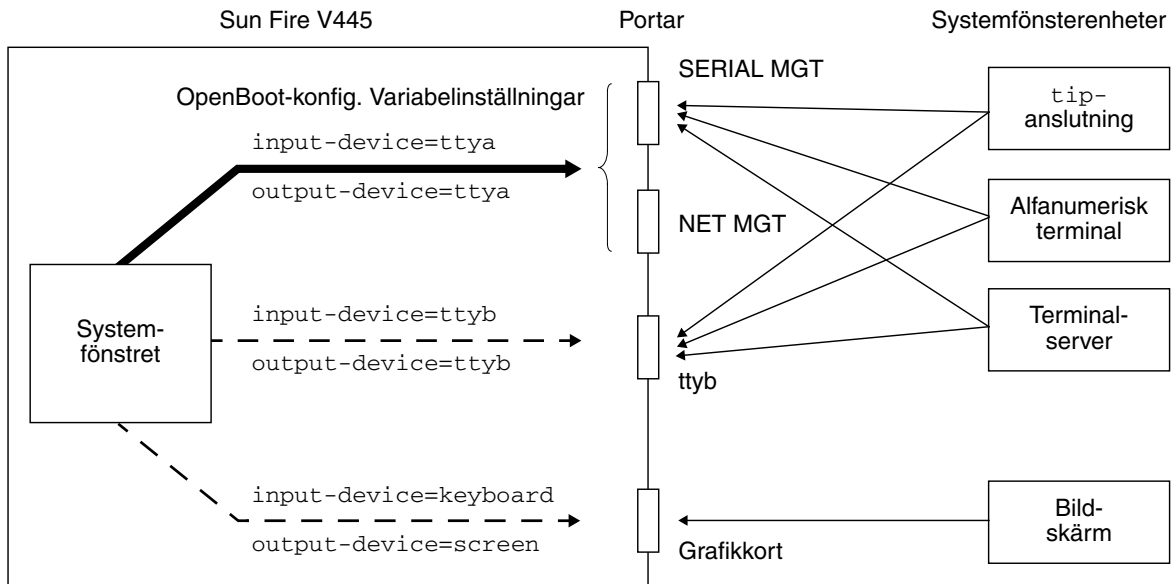 Sun Fire V445
Portar
Systemfönsterenheter
SERIAL MGT
OpenBoot-konfig. Variabelinställningar
input-device=ttya
output-device=ttya
NET MGT
tip-
anslutning
Alfanumerisk
terminal
System-
fönstret
input-device=ttyb
output-device=ttyb
ttyb
Terminal-
server
input-device=keyboard
output-device=screen
Grafikkort
Bild-
skärm